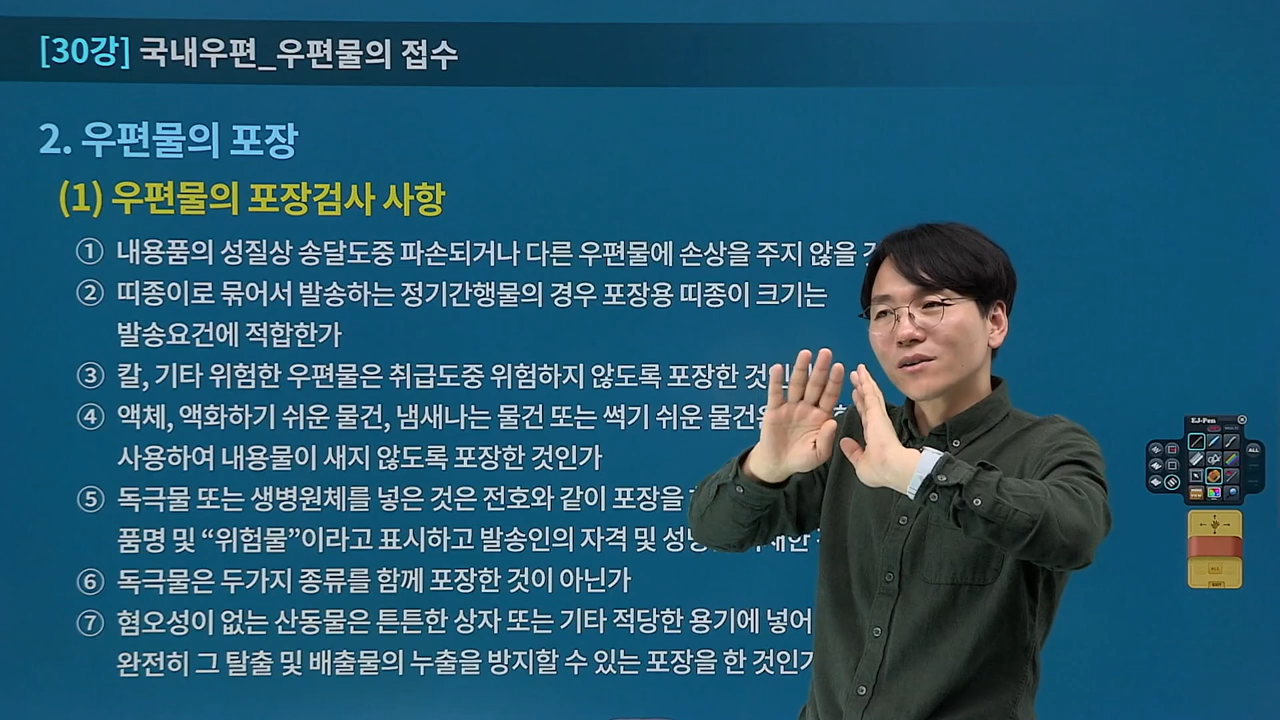 [30강] 국내우편_우편물의 접수
2. 우편물의 포장
(1) 우편물의 포장검사 사항
① 내용품의 성질상 송달도중 파손되거나 다른 우편물에 손상을 주지 않을
② 띠종이로 묶어서 발송하는 정기간행물의 경우 포장용 띠종이 크기는
발송요건에 적합한가
③ 칼, 기타 위험한 우편물은 취급도중 위험하지 않도록 포장한
④ 액체, 액화하기 쉬운 물건, 냄새나는 물건 또는 썩기 쉬운 물건은
사용하여 내용물이 새지 않도록 포장한 것인가
⑤ 독극물 또는 생병원체를 넣은 것은 전호와 같이 포장을
품명 및 “위험물”이라고 표시하고 발송인의 자격 및
⑥ 독극물은 두가지 종류를 함께 포장한 것이 아닌가
⑦ 혐오성이 없는 산동물은 튼튼한 상자 또는 기타 적당한 용기에 넣어
완전히 그 탈출 및 배출물의 누출을 방지할 수 있는 포장을 한 것인가
EJ-Pen
ALL